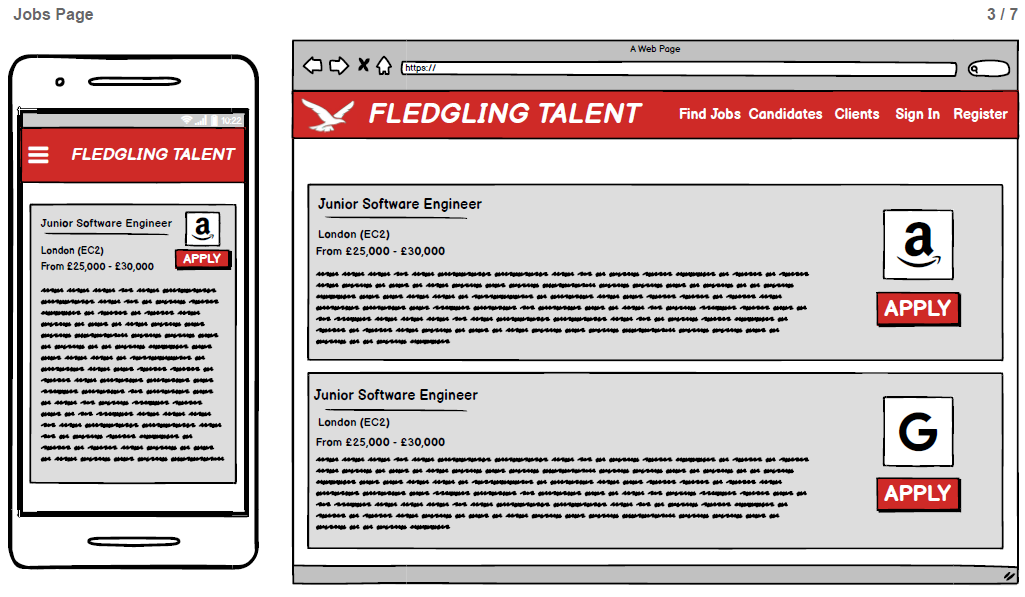 Jobs Page
3 / 7
10:22
FLEDGLING TALENT
Junior Software Engineer
London (EC2)
From £25,000 - £30,000
a
APPLY
A Web Page
https://
FLEDGLING TALENT
Find Jobs Candidates Clients Sign In Register
Junior Software Engineer
London (EC2)
From £25,000 - £30,000
a
APPLY
Junior Software Engineer
London (EC2)
From £25,000 - £30,000
G
APPLY